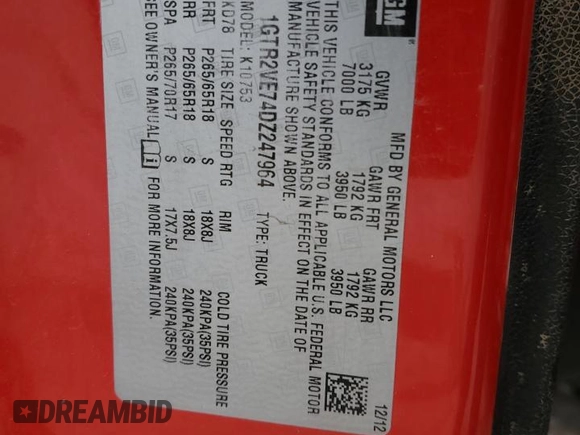 GM
MFD BY GENERAL MOTORS LLC 12/12
GVWR GAWR FRT GAWR RR
3175 KG 1792 KG 1792 KG
7000 LB 3950 LB 3950 LB
THIS VEHICLE CONFORMS TO ALL APPLICABLE U.S. FEDERAL MOTOR
VEHICLE SAFETY STANDARDS IN EFFECT ON THE DATE OF
MANUFACTURE SHOWN ABOVE.
1GTR2VE74DZ247964 TYPE: TRUCK
MODEL: K10753
KD78 TIRE SIZE SPEED RTG RIM COLD TIRE PRESSURE
FRT P265/65R18 S 18X8J 240KPA(35PSI)
RR P265/65R18 S 18X8J 240KPA(35PSI)
SPA P265/70R17 S 17X7.5J 240KPA(35PSI)
SEE OWNER'S MANUAL i FOR MORE INFORMATION.
DREAMBID